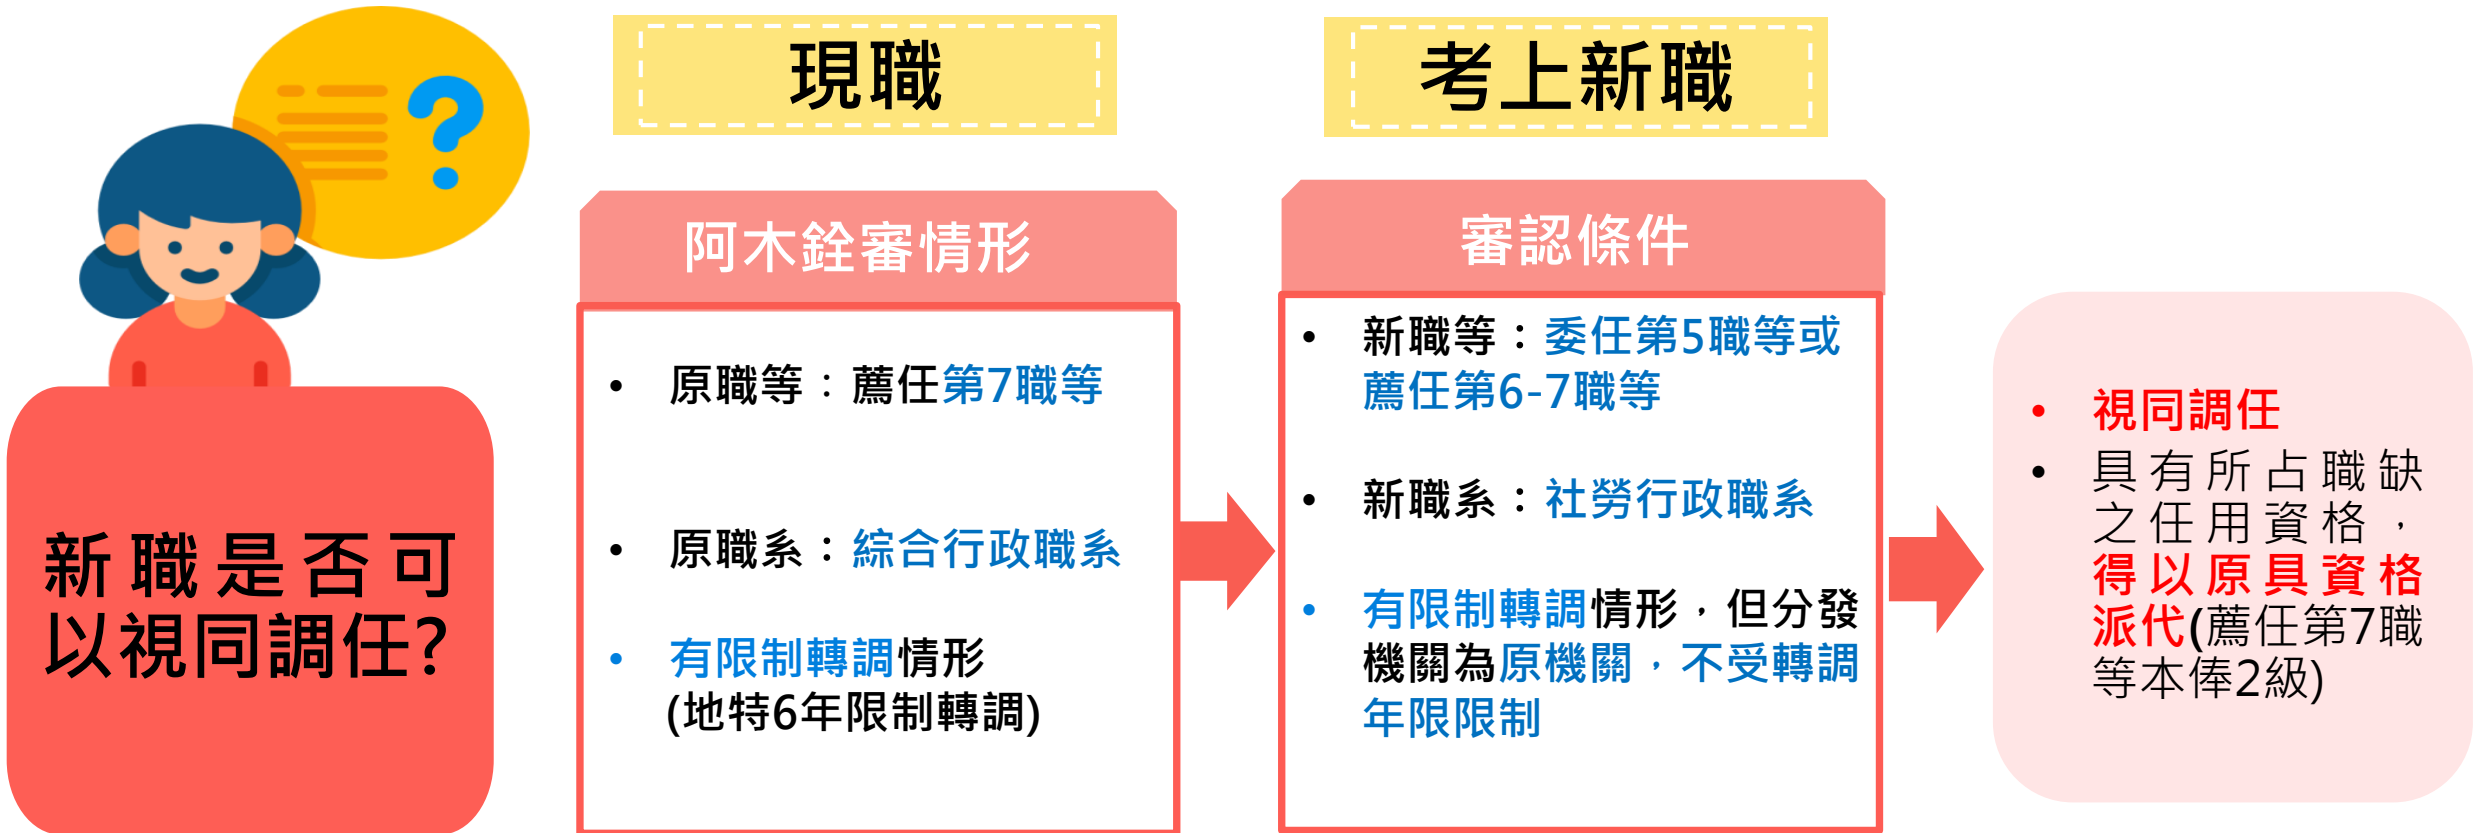 新職是否可
以視同調任?
現職
阿木銓審情形
• 原職等：薦任第7職等
• 原職系：綜合行政職系
• 有限制轉調情形
(地特6年限制轉調)
考上新職
審認條件
• 新職等：委任第5職等或
薦任第6-7職等
• 新職系：社勞行政職系
• 有限制轉調情形，但分發
機關為原機關，不受轉調
年限限制
• 視同調任
• 具有所占職缺
之任用資格，
得以原具資格
派代(薦任第7職
等本俸2級)